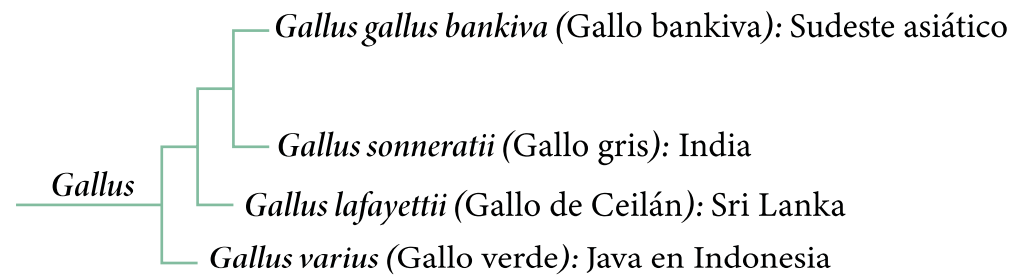 Gallus gallus bankiva (Gallo bankiva): Sudeste asiático
Gallus sonneratii (Gallo gris): India
Gallus
Gallus lafayettii (Gallo de Ceilán): Sri Lanka
Gallus varius (Gallo verde): Java en Indonesia